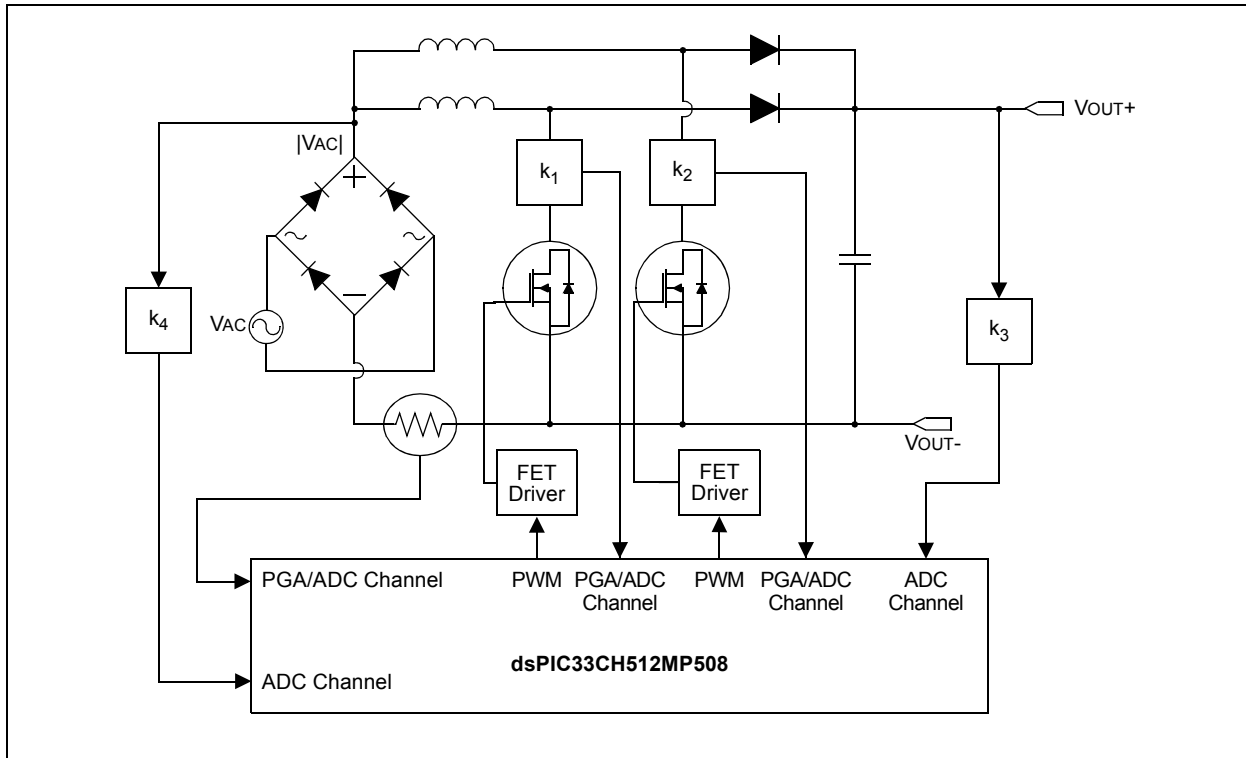 VOUT+
|VAC|
k1
k2
k4
VAC
k3
VOUT-
FET
Driver
FET
Driver
PGA/ADC Channel
PWM
PGA/ADC
Channel
PWM
PGA/ADC
Channel
ADC
Channel
dsPIC33CH512MP508
ADC Channel